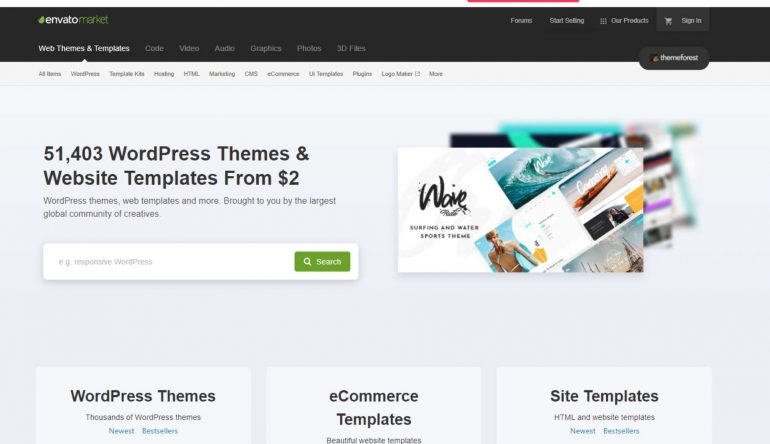 envato market
Forums Start Selling Our Products Sign In
Web Themes & Templates Code Video Audio Graphics Photos 3D Files
themeforest
All Items WordPress Template Kits Hosting HTML Marketing CMS eCommerce UI Templates Plugins Logo Maker More
51,403 WordPress Themes &
Website Templates From $2
WordPress themes, web templates and more. Brought to you by the largest
global community of creatives.
e.g. responsive WordPress
Search
Wave
SURFING AND WATER
SPORTS THEME
WordPress Themes
Thousands of WordPress themes
Newest Bestsellers
eCommerce
Templates
Beautiful website templates
Site Templates
HTML and website templates
Newest Bestsellers